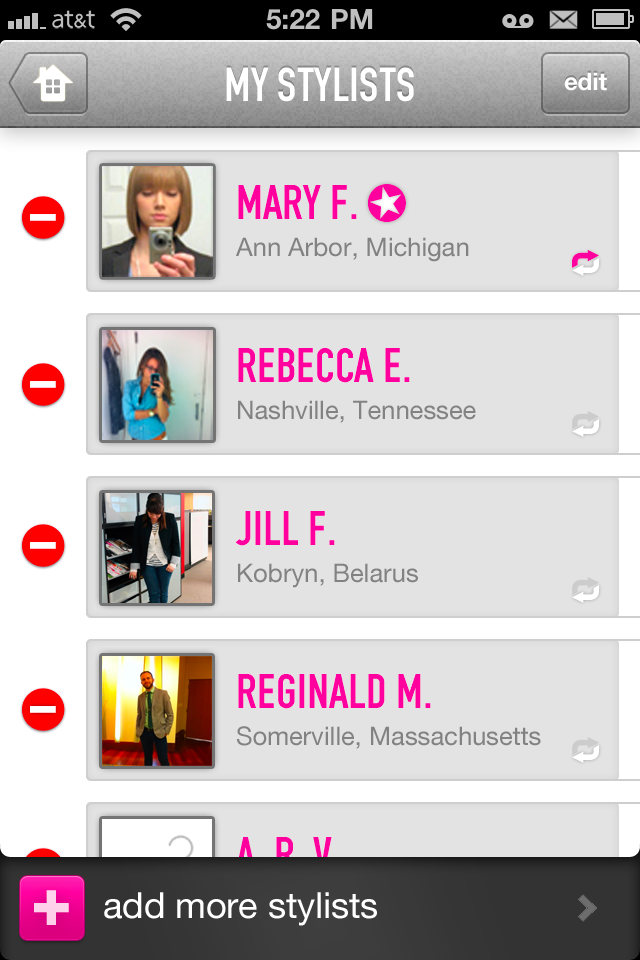 at&t 5:22 PM
MY STYLISTS
edit
MARY F.
Ann Arbor, Michigan
REBECCA E.
Nashville, Tennessee
JILL F.
Kobryn, Belarus
REGINALD M.
Somerville, Massachusetts
add more stylists